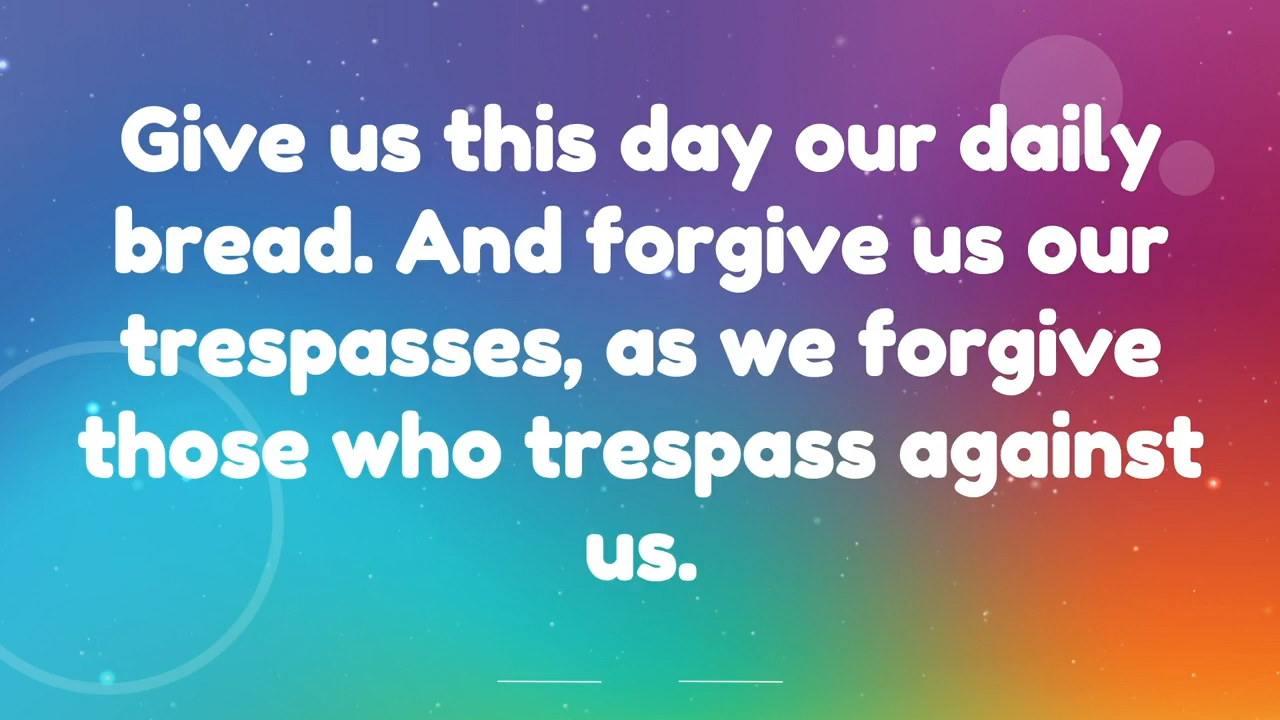 Give us this day our daily
bread. And forgive us our
trespasses, as we forgive
those who trespass against
us.